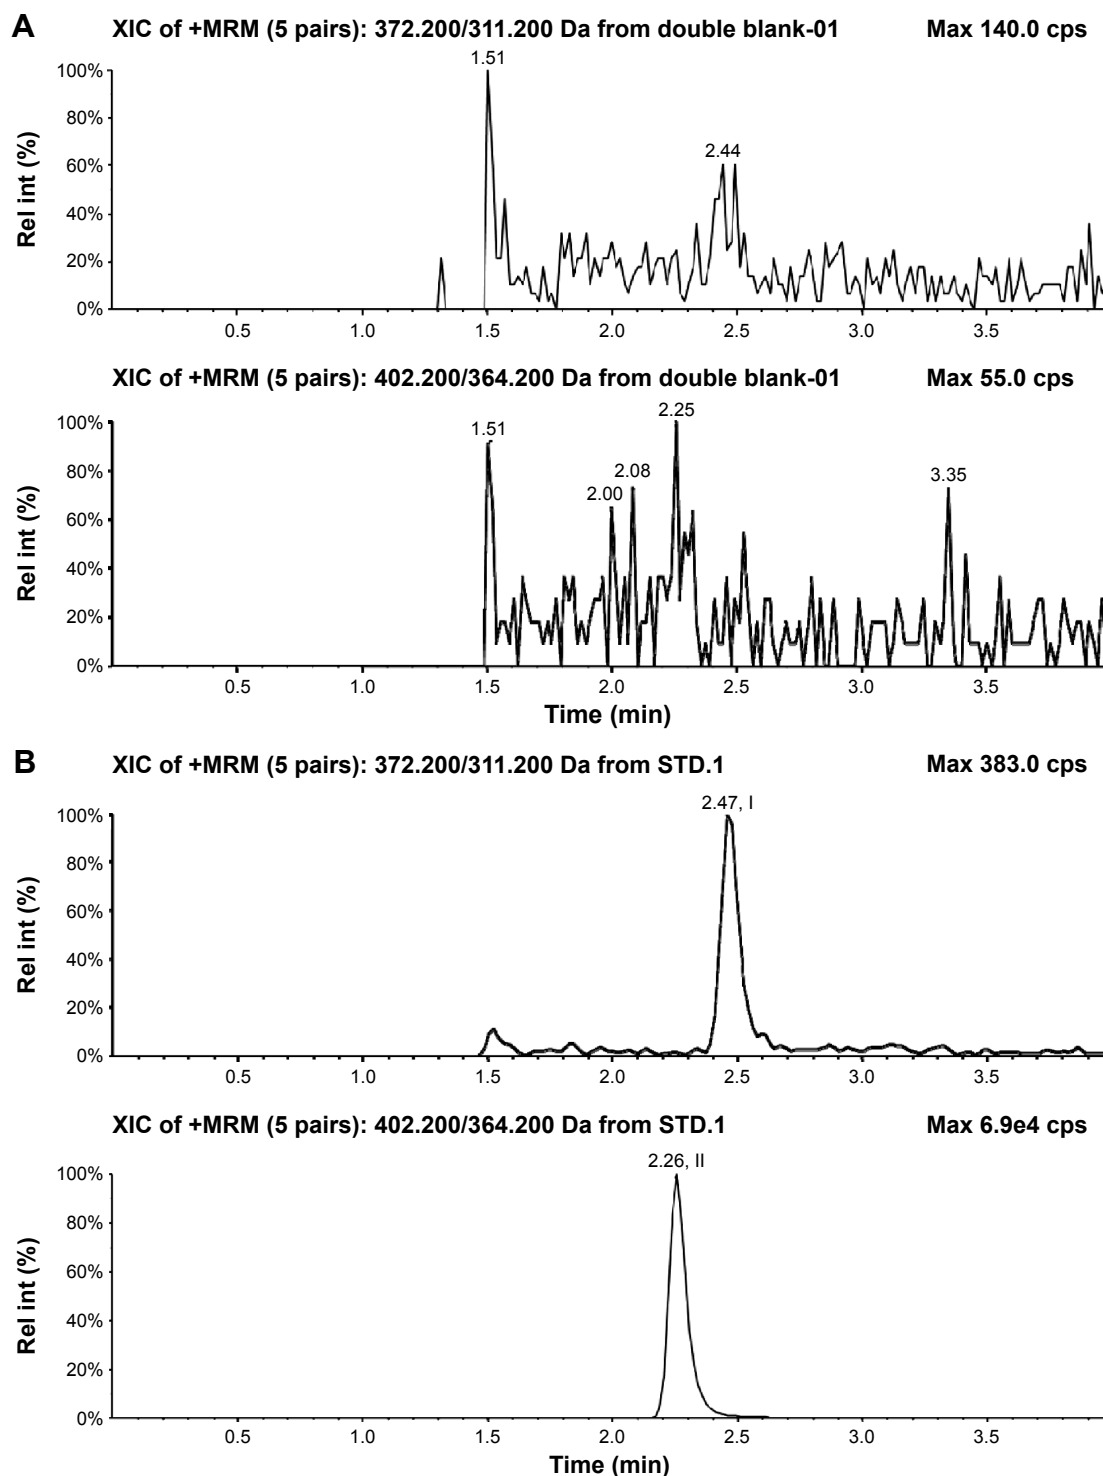 A
XIC of +MRM (5 pairs): 372.200/311.200 Da from double blank-01 Max 140.0 cps
1.51
2.44
100%
80%
60%
40%
20%
0%
Rel int (%)
0.5 1.0 1.5 2.0 2.5 3.0 3.5
XIC of +MRM (5 pairs): 402.200/364.200 Da from double blank-01 Max 55.0 cps
1.51
2.00
2.08
2.25
3.35
100%
80%
60%
40%
20%
0%
Rel int (%)
0.5 1.0 1.5 2.0 2.5 3.0 3.5
Time (min)
B
XIC of +MRM (5 pairs): 372.200/311.200 Da from STD.1 Max 383.0 cps
2.47, I
100%
80%
60%
40%
20%
0%
Rel int (%)
0.5 1.0 1.5 2.0 2.5 3.0 3.5
XIC of +MRM (5 pairs): 402.200/364.200 Da from STD.1 Max 6.9e4 cps
2.26, II
100%
80%
60%
40%
20%
0%
Rel int (%)
0.5 1.0 1.5 2.0 2.5 3.0 3.5
Time (min)